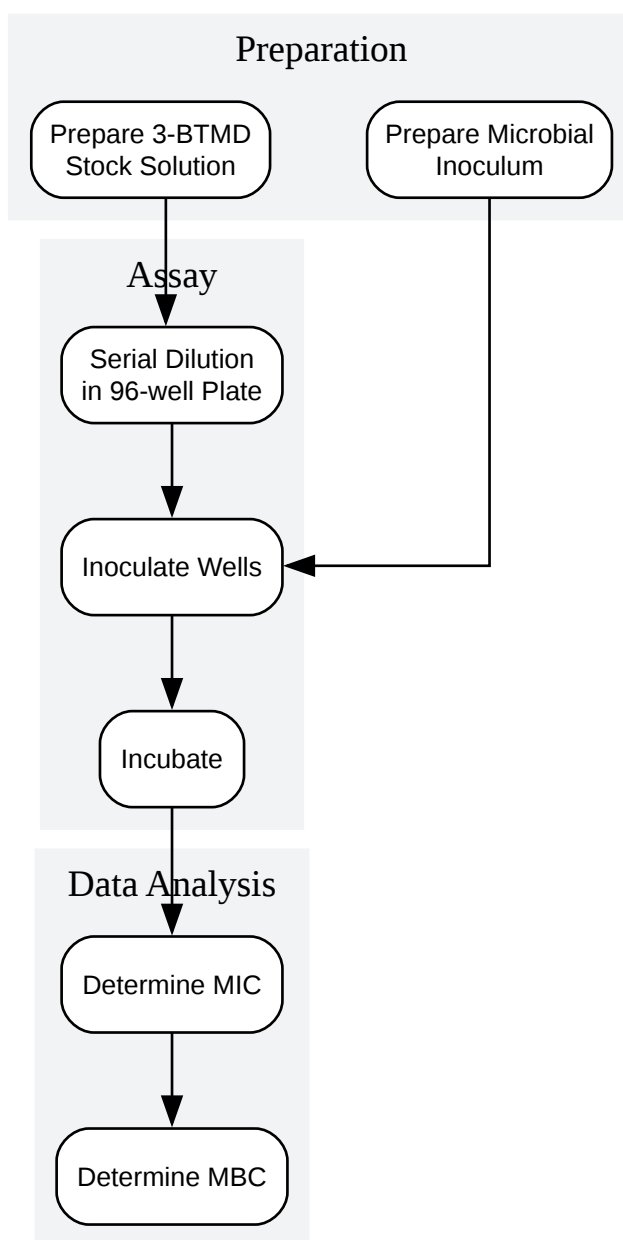 Preparation
Prepare 3-BTMD
Stock Solution
Prepare Microbial
Inoculum
Assay
Serial Dilution
in 96-well Plate
Inoculate Wells
Incubate
Data Analysis
Determine MIC
Determine MBC